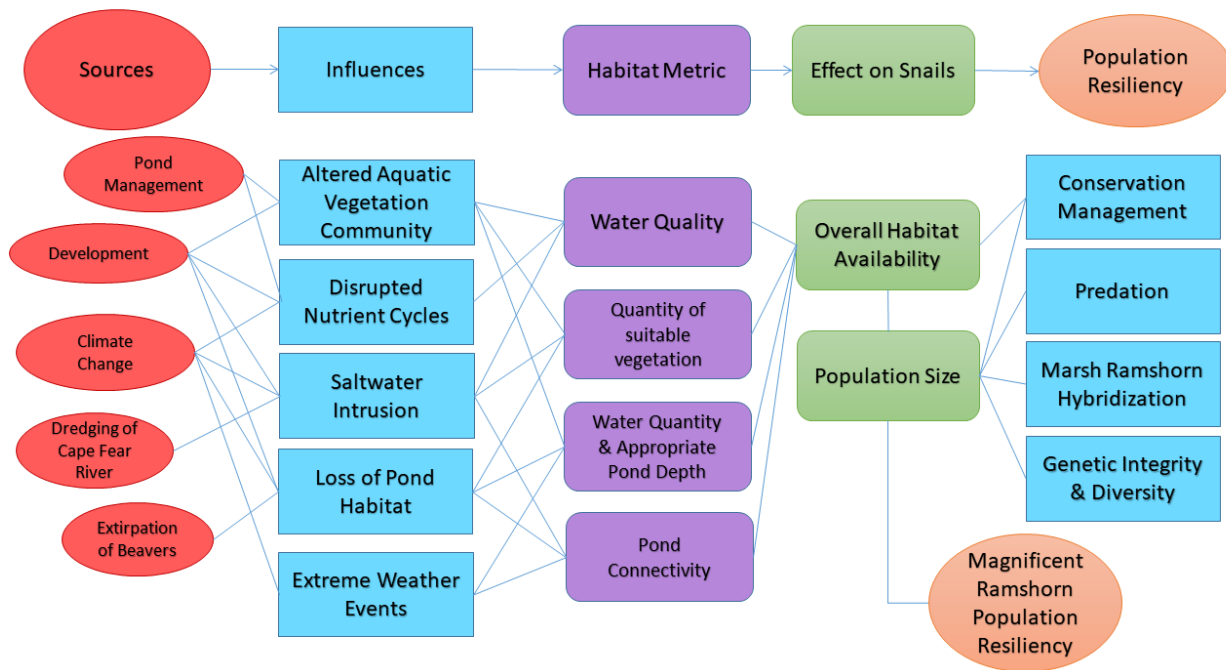 Sources
Influences
Habitat Metric
Effect on Snails
Population
Resiliency
Pond
Management
Development
Climate
Change
Dredging of
Cape Fear
River
Extirpation
of Beavers
Altered Aquatic
Vegetation
Community
Disrupted
Nutrient Cycles
Saltwater
Intrusion
Loss of Pond
Habitat
Extreme Weather
Events
Water Quality
Quantity of
suitable
vegetation
Water Quantity
& Appropriate
Pond Depth
Pond
Connectivity
Overall Habitat
Availability
Population Size
Conservation
Management
Predation
Marsh Ramshorn
Hybridization
Genetic Integrity
& Diversity
Magnificent
Ramshorn
Population
Resiliency